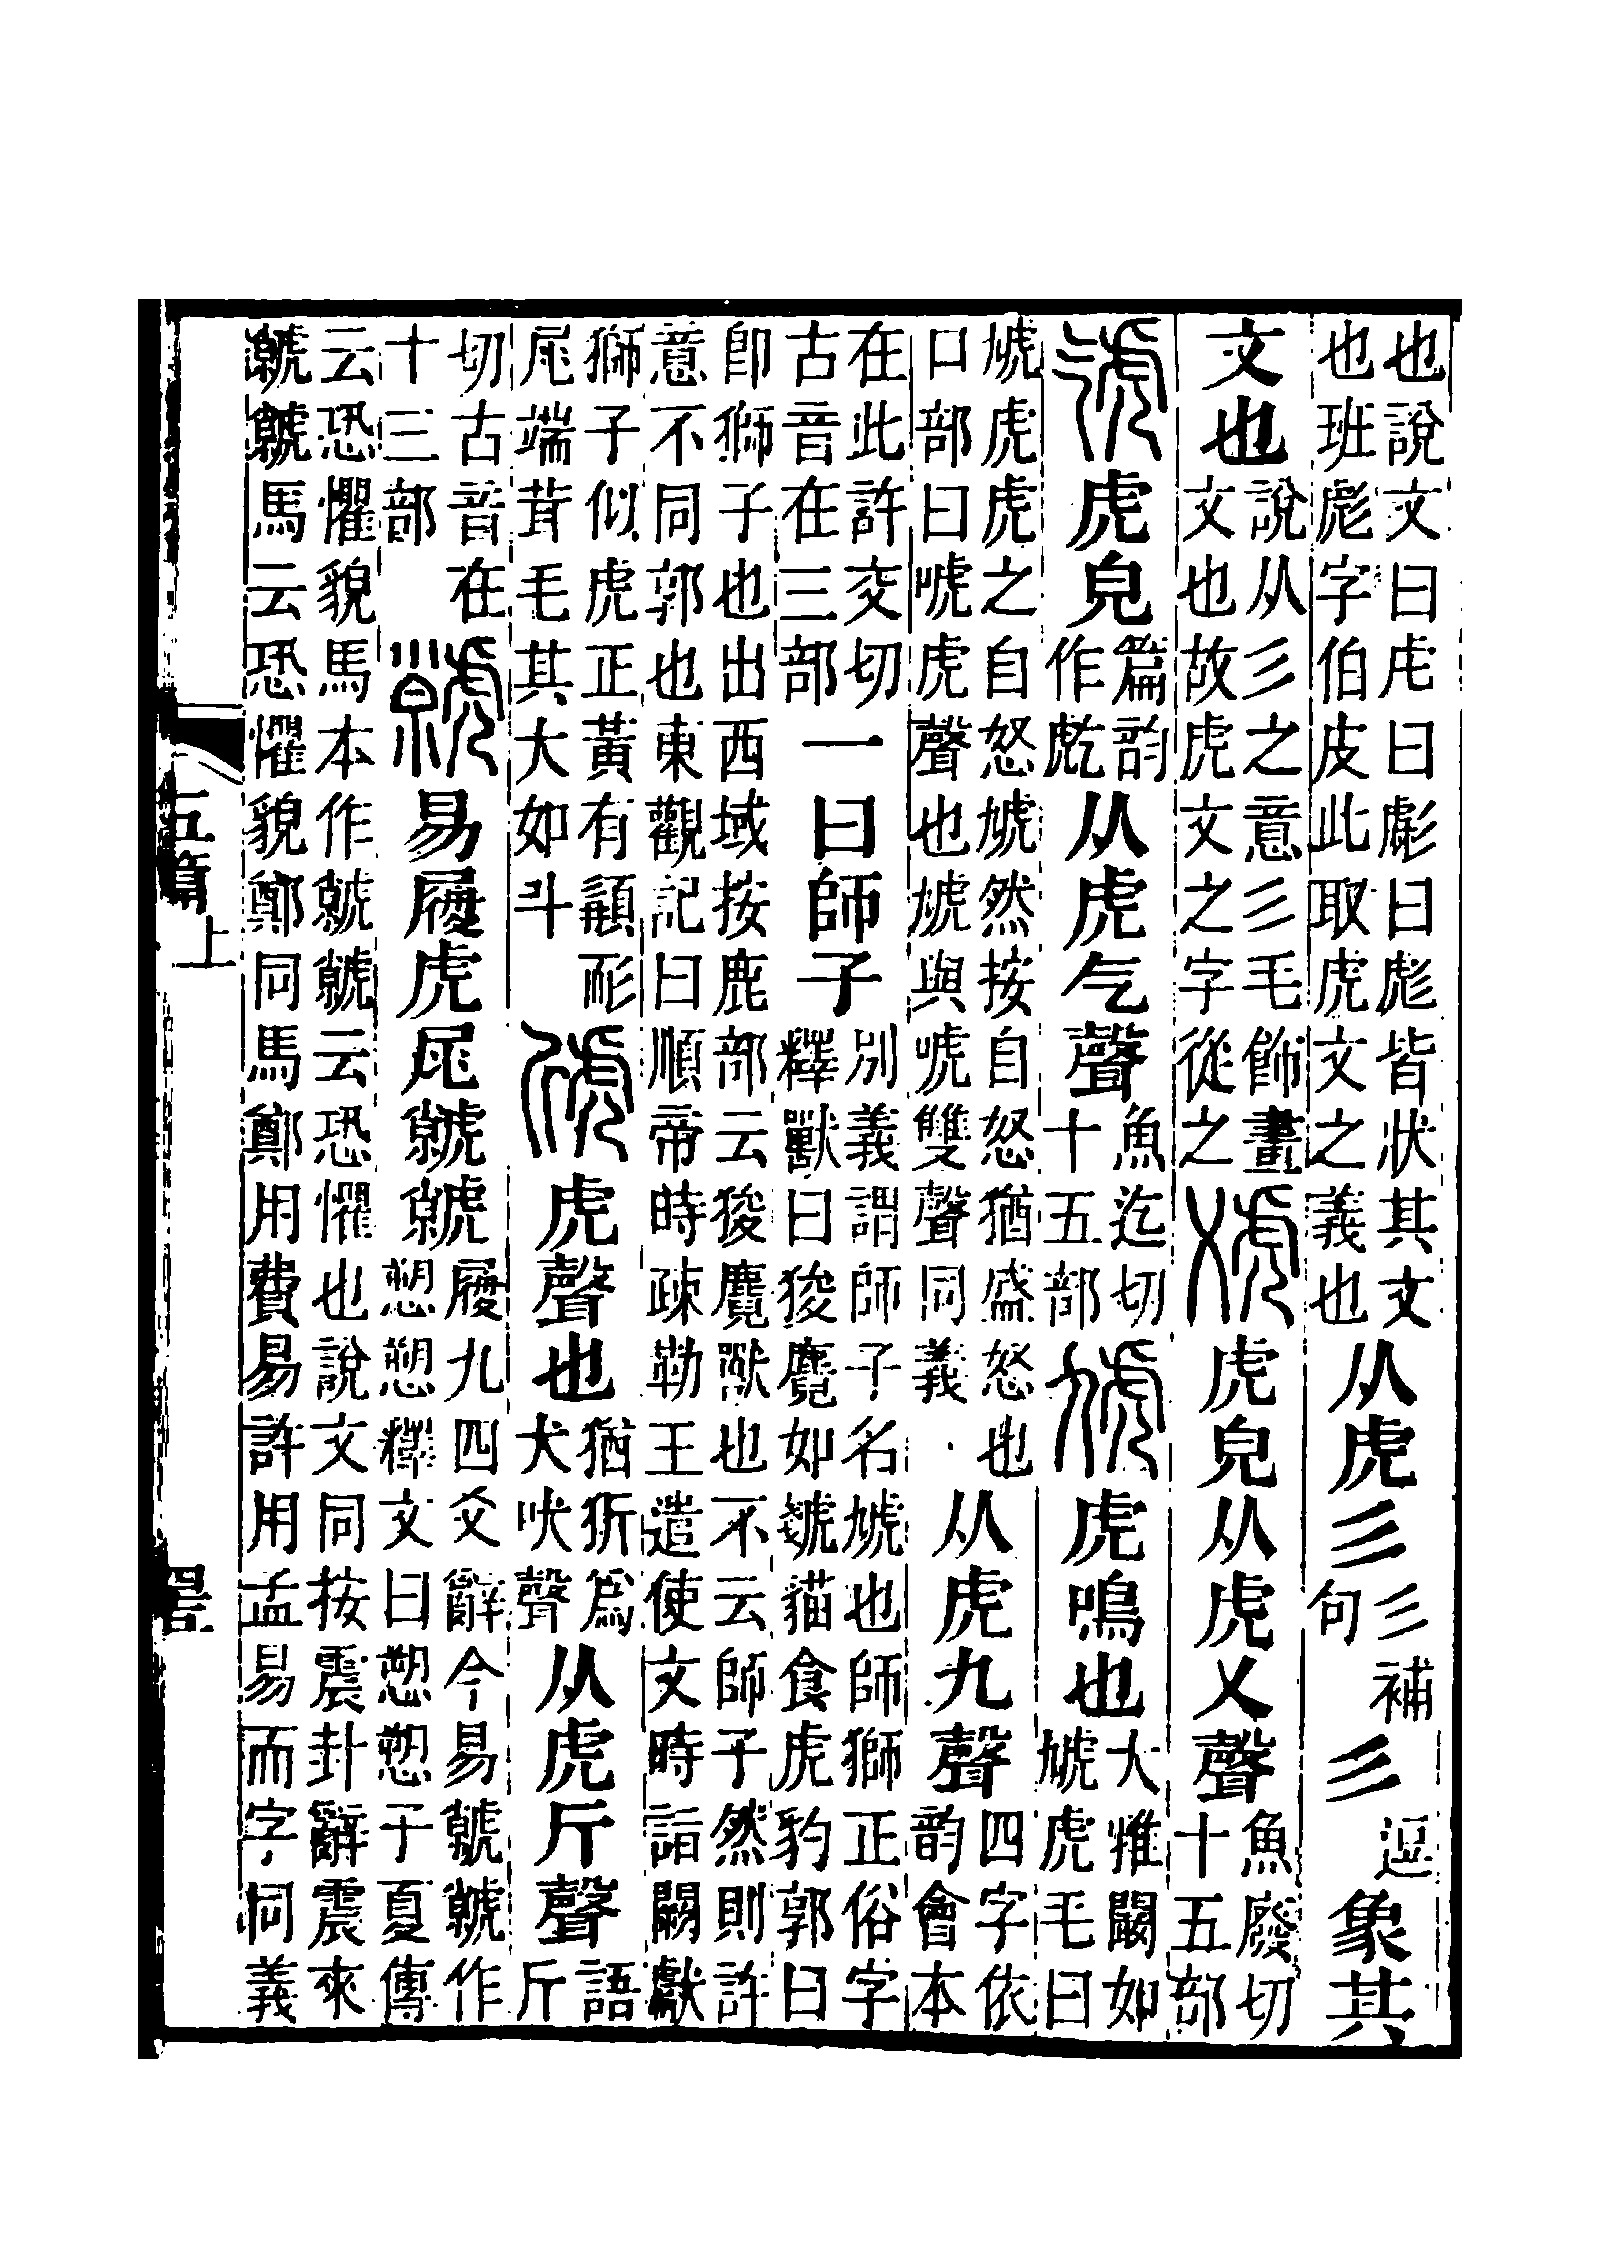 也說文曰虍曰虨曰彪皆狀其文
也班彪字伯皮此取虎文之義也
从虎彡
彡補
句
彡
逗
象其
文也
說从彡之意彡毛飾畫
文也故虎文之字從之
虎皃从虎乂聲
魚廢切
十五部
虎皃
篇韵
作
从虎气聲
魚迄切
十五部
虓
虎鳴也
大雅闞如
虓虎毛曰
虓虎虎之自怒虓然按自怒猶盛怒也
口部曰唬虎聲也虓與唬雙聲同義
从虎九聲
四字依
韵會本
在此許交切
古音在三部
一曰師子
別義謂師子名虓也師獅正俗字
釋獸曰狻麑如虦貓食虎豹郭曰
卽獅子也出西域按鹿部云狻麑獸也不云師子然則許
意不同郭也東觀記曰順帝時疎勒王遣使文時詣闕獻
獅子似虎正黃有䫇耏
尾端茸毛其大如斗
虎聲也
猶㹞爲
犬吠聲
从虎斤聲
語
斤
切古音在
十三部
虩
易履虎尾虩虩
履九四爻辭今易虩虩作
愬愬釋文曰愬愬子夏傳
云恐懼貌馬本作虩虩云恐懼也說文同按震卦辭震來
虩虩馬云恐懼貌鄭同馬鄭用費易許用孟易而字同義
五篇上